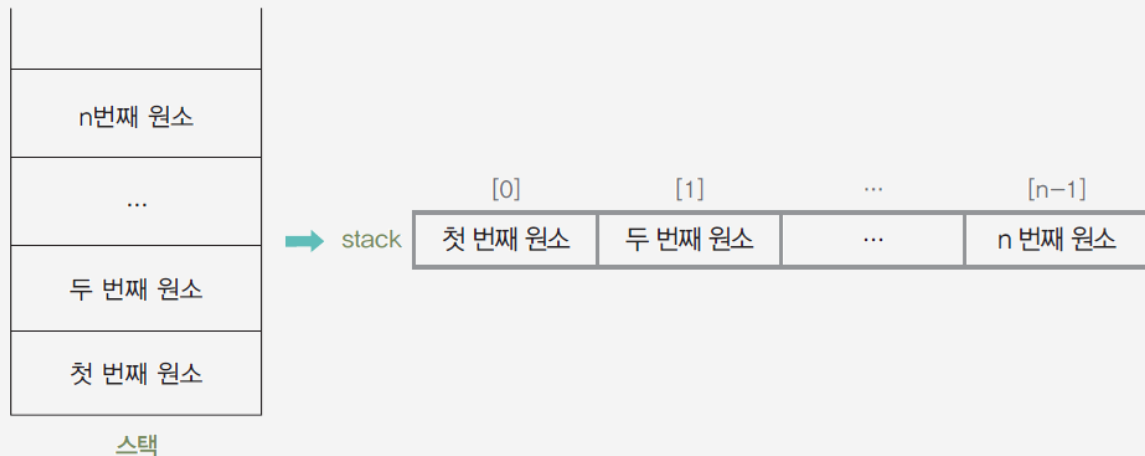 n번째 원소
...
두 번째 원소
첫 번째 원소
스택
[0] [1] ... [n-1]
stack 첫 번째 원소 두 번째 원소 ... n 번째 원소